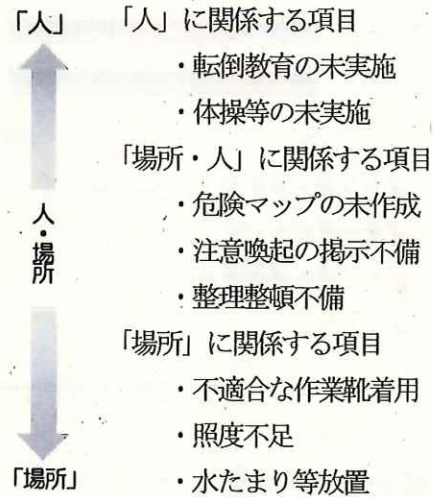 「人」
人・場所
「場所」
「人」に関係する項目
・転倒教育の未実施
・体操等の未実施
「場所・人」に関係する項目
・危険マップの未作成
・注意喚起の掲示不備
・整理整頓不備
「場所」に関係する項目
・不適合な作業靴着用
・照度不足
・水たまり等放置